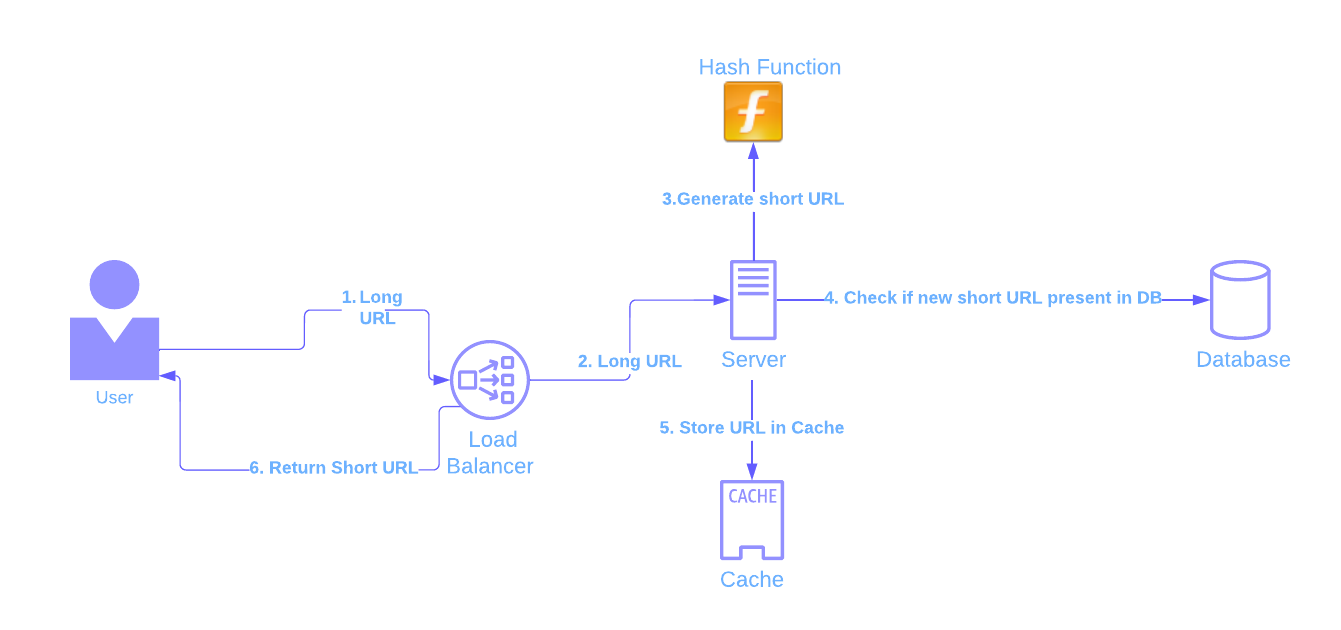 Hash Function
3.Generate short URL
1. Long
URL
4. Check if new short URL present in DB
2. Long URL
Server
Database
User
5. Store URL in Cache
Load
Balancer
6. Return Short URL
CACHE
Cache